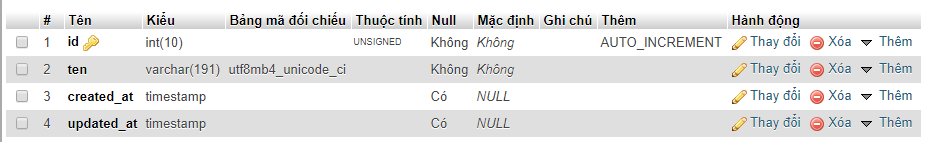 # Tên Kiểu Bảng mã đối chiếu Thuộc tính Null Mặc định Ghi chú Thêm Hành động
1 id int(10) UNSIGNED Không Không AUTO_INCREMENT Thay đổi Xóa Thêm
2 ten varchar(191) utf8mb4_unicode_ci Không Không Thay đổi Xóa Thêm
3 created_at timestamp Có NULL Thay đổi Xóa Thêm
4 updated_at timestamp Có NULL Thay đổi Xóa Thêm